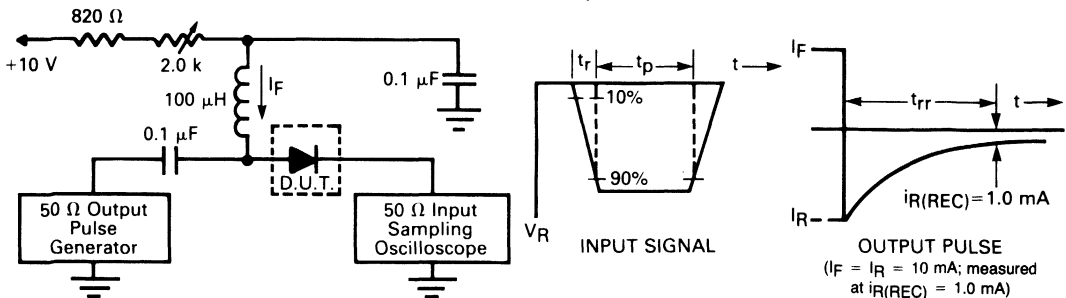 820 Ω
+10 V
2.0 k
I_F
100 μH
0.1 μF
0.1 μF
D.U.T.
50 Ω Output
Pulse
Generator
50 Ω Input
Sampling
Oscilloscope
t_r
t_p
t
10%
90%
V_R
INPUT SIGNAL
I_F
t_rr
t
i_R(REC) = 1.0 mA
I_R
OUTPUT PULSE
(I_F = I_R = 10 mA; measured
at i_R(REC) = 1.0 mA)